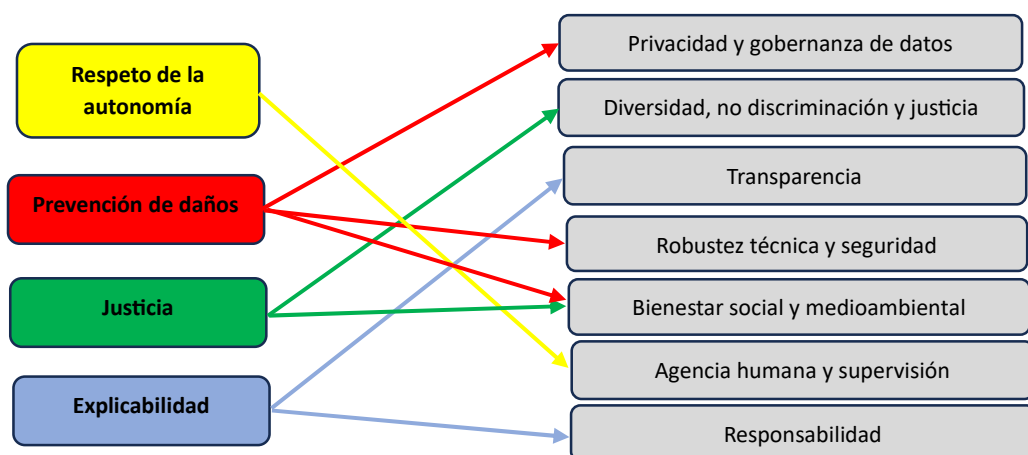 Respeto de la
autonomía
Prevención de daños
Justicia
Explicabilidad
Privacidad y gobernanza de datos
Diversidad, no discriminación y justicia
Transparencia
Robustez técnica y seguridad
Bienestar social y medioambiental
Agencia humana y supervisión
Responsabilidad